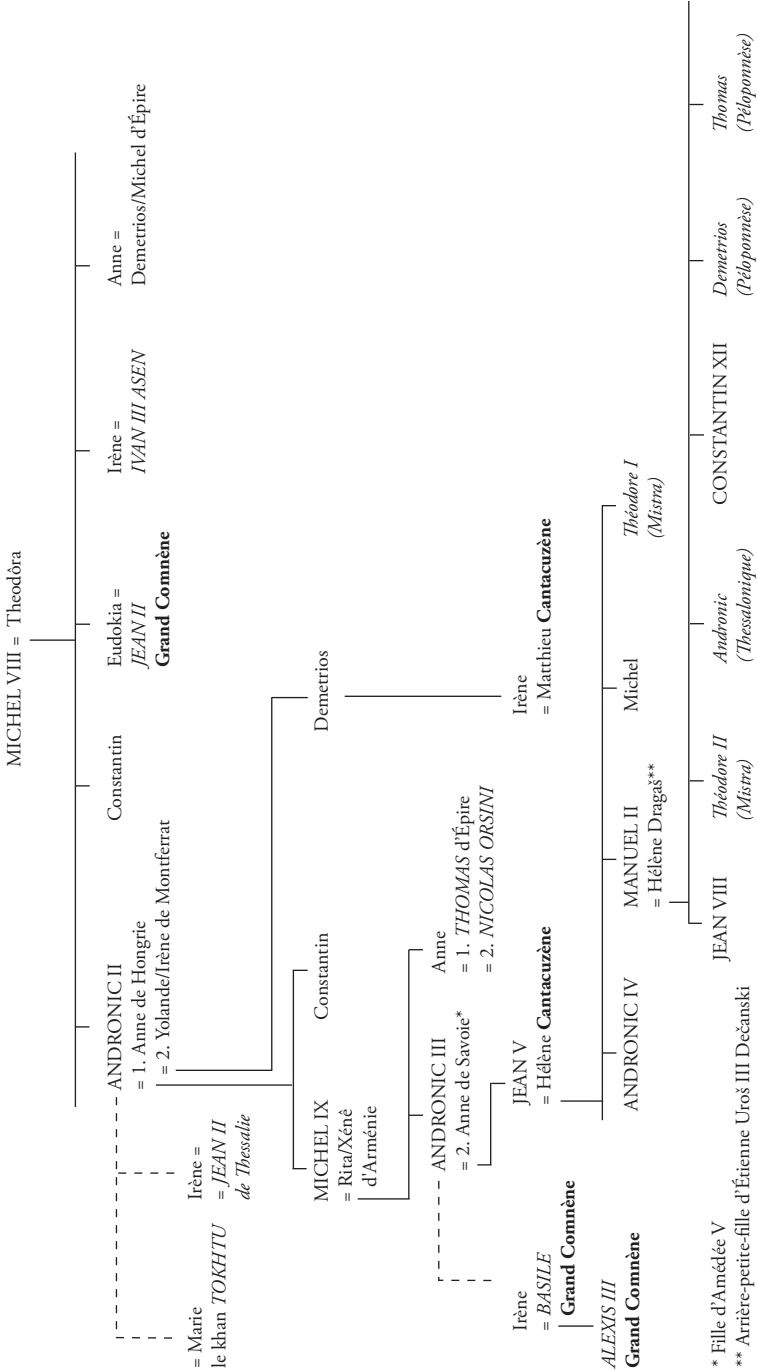 MICHEL VIII = Theodôra
ANDRONIC II
= 1. Anne de Hongrie
= 2. Yolande/Irène de Montferrat
Constantin
Eudokia =
JEAN II
Grand Comnène
Irène =
IVAN III ASEN
Anne =
Demetrios/Michel d'Épire
= Marie
le khan TOKHTU
Irène =
= JEAN II
de Thessalie
MICHEL IX
= Rita/Xénê
d'Arménie
Constantin
Demetrios
ANDRONIC III
= 2. Anne de Savoie*
Anne
= 1. THOMAS d'Épire
= 2. NICOLAS ORSINI
Irène
= BASILE
Grand Comnène
JEAN V
= Hélène Cantacuzène
Irène
= Matthieu Cantacuzène
ALEXIS III
Grand Comnène
ANDRONIC IV
MANUEL II
= Hélène Dragaš**
Michel
Théodore I
(Mistra)
JEAN VIII
Théodore II
(Mistra)
Andronic
(Thessalonique)
CONSTANTIN XII
Demetrios
(Péloponnèse)
Thomas
(Péloponnèse)
* Fille d'Amédée V
** Arrière-petite-fille d'Étienne Uroš III Dečanski